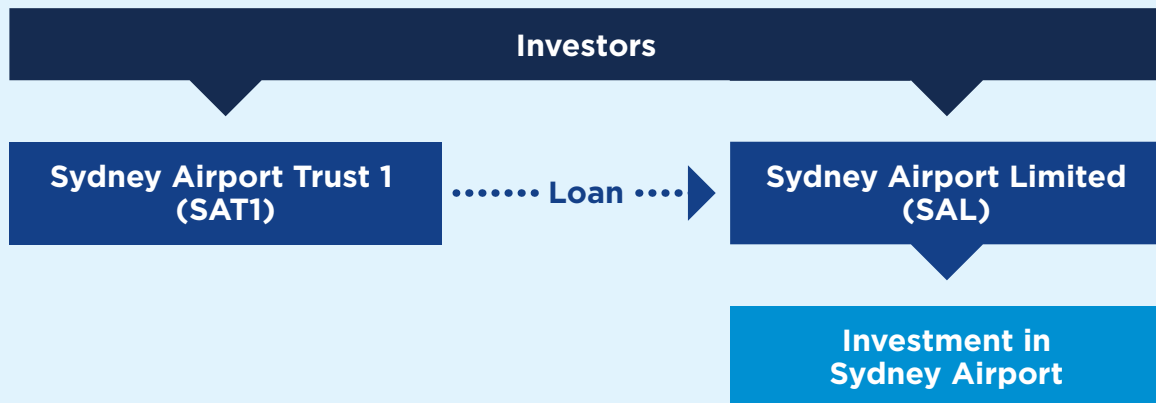 Investors
Sydney Airport Trust 1
(SAT1)
Loan
Sydney Airport Limited
(SAL)
Investment in
Sydney Airport